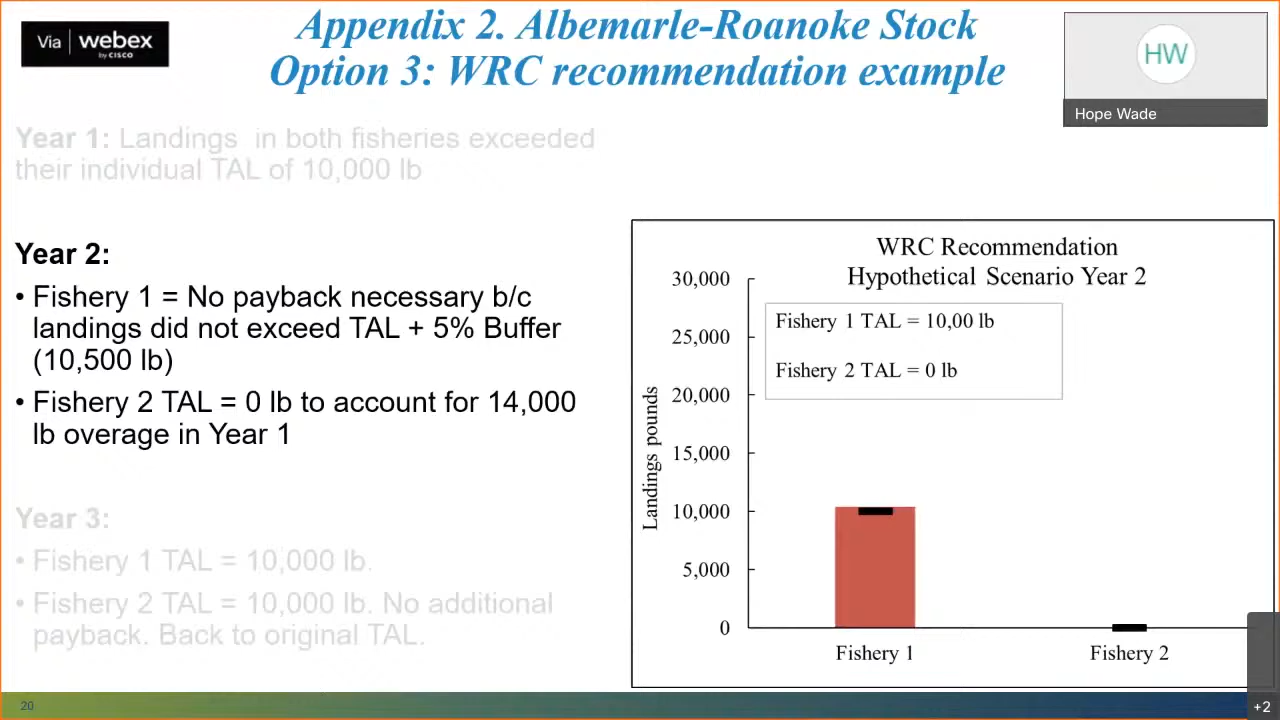 Via webex
by CISCO
Appendix 2. Albemarle-Roanoke Stock
Option 3: WRC recommendation example
HW
Hope Wade
Year 1: Landings in both fisheries exceeded
their individual TAL of 10,000 lb
Year 2:
• Fishery 1 = No payback necessary b/c
landings did not exceed TAL + 5% Buffer
(10,500 lb)
• Fishery 2 TAL = 0 lb to account for 14,000
lb overage in Year 1
Year 3:
• Fishery 1 TAL = 10,000 lb.
• Fishery 2 TAL = 10,000 lb. No additional
payback. Back to original TAL.
WRC Recommendation
Hypothetical Scenario Year 2
Fishery 1 TAL = 10,00 lb
Fishery 2 TAL = 0 lb
Landings pounds
30,000
25,000
20,000
15,000
10,000
5,000
0
Fishery 1
Fishery 2
20
+2